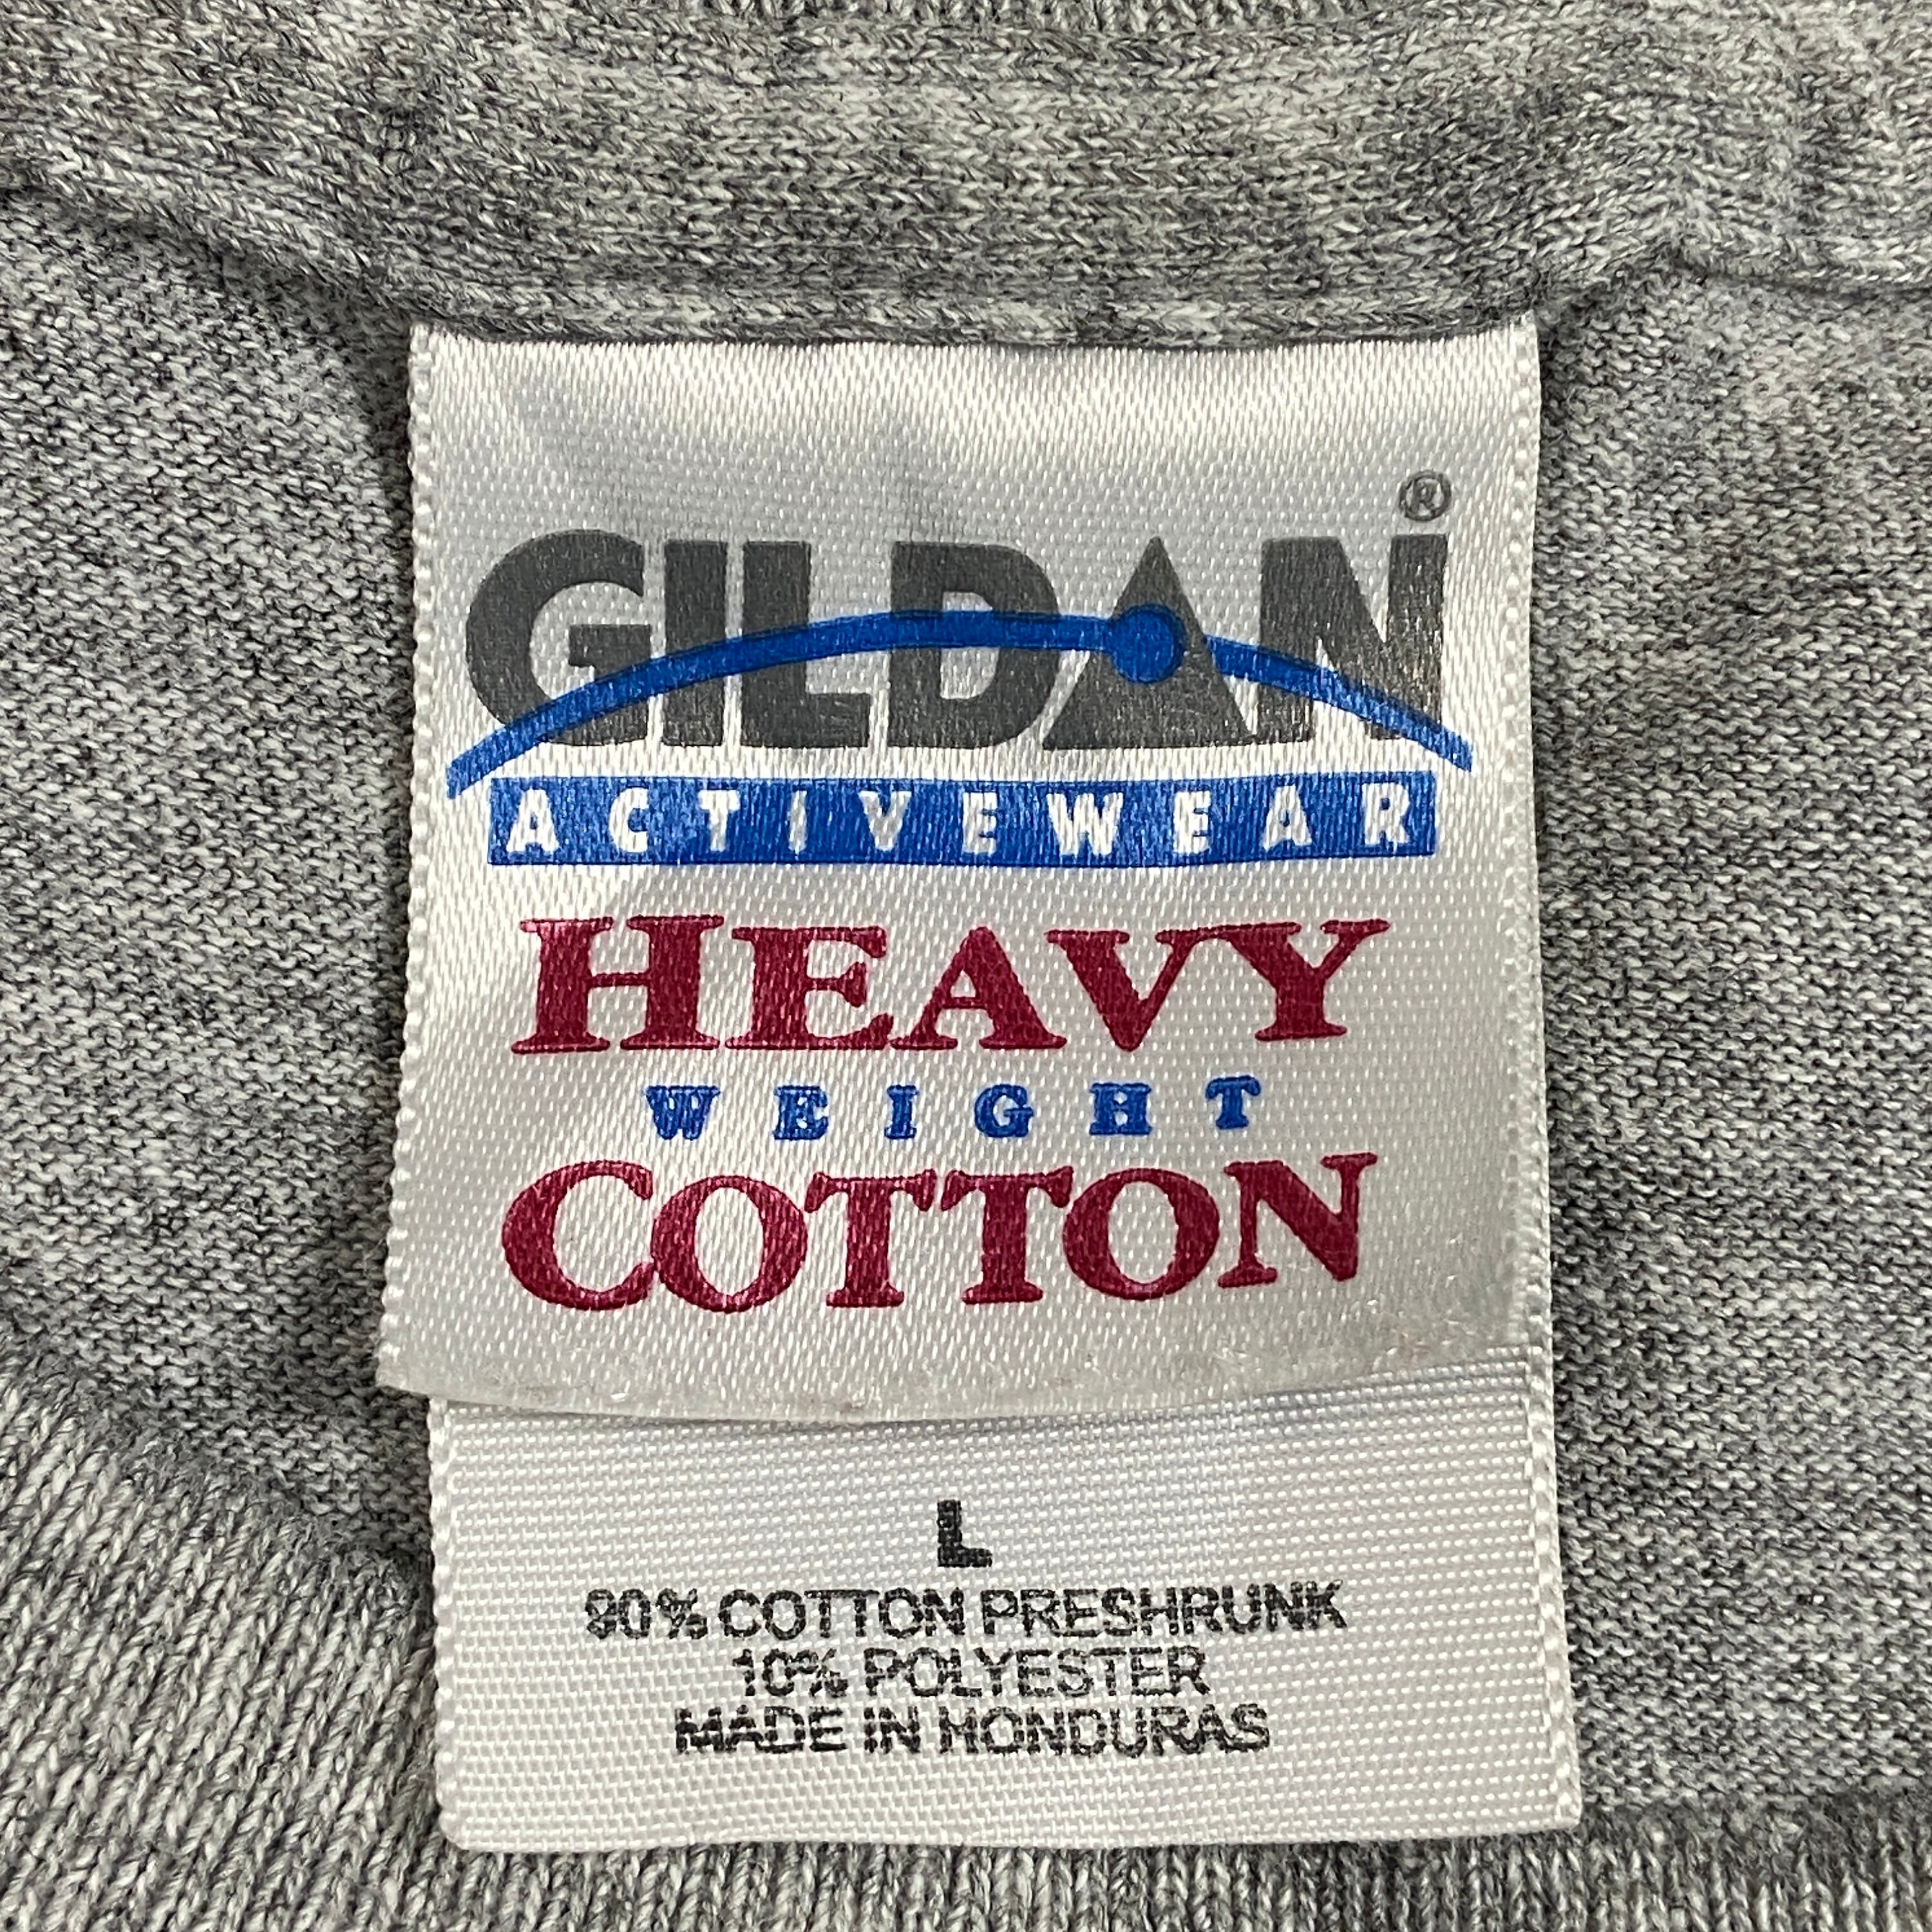 GILDAN®
ACTIVEWEAR
HEAVY
WEIGHT
COTTON
L
90% COTTON PRESHRUNK
10% POLYESTER
MADE IN HONDURAS